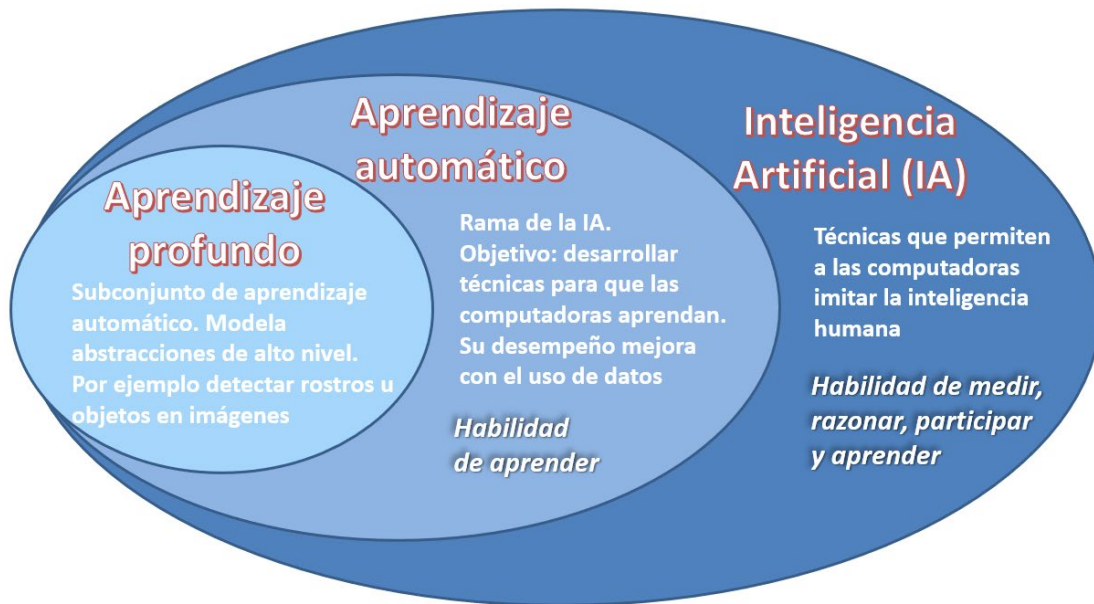 Aprendizaje
profundo
Subconjunto de aprendizaje
automático. Modela
abstracciones de alto nivel.
Por ejemplo detectar rostros u
objetos en imágenes
Aprendizaje
automático
Rama de la IA.
Objetivo: desarrollar
técnicas para que las
computadoras aprendan.
Su desempeño mejora
con el uso de datos
Habilidad
de aprender
Inteligencia
Artificial (IA)
Técnicas que permiten
a las computadoras
imitar la inteligencia
humana
Habilidad de medir,
razonar, participar
y aprender